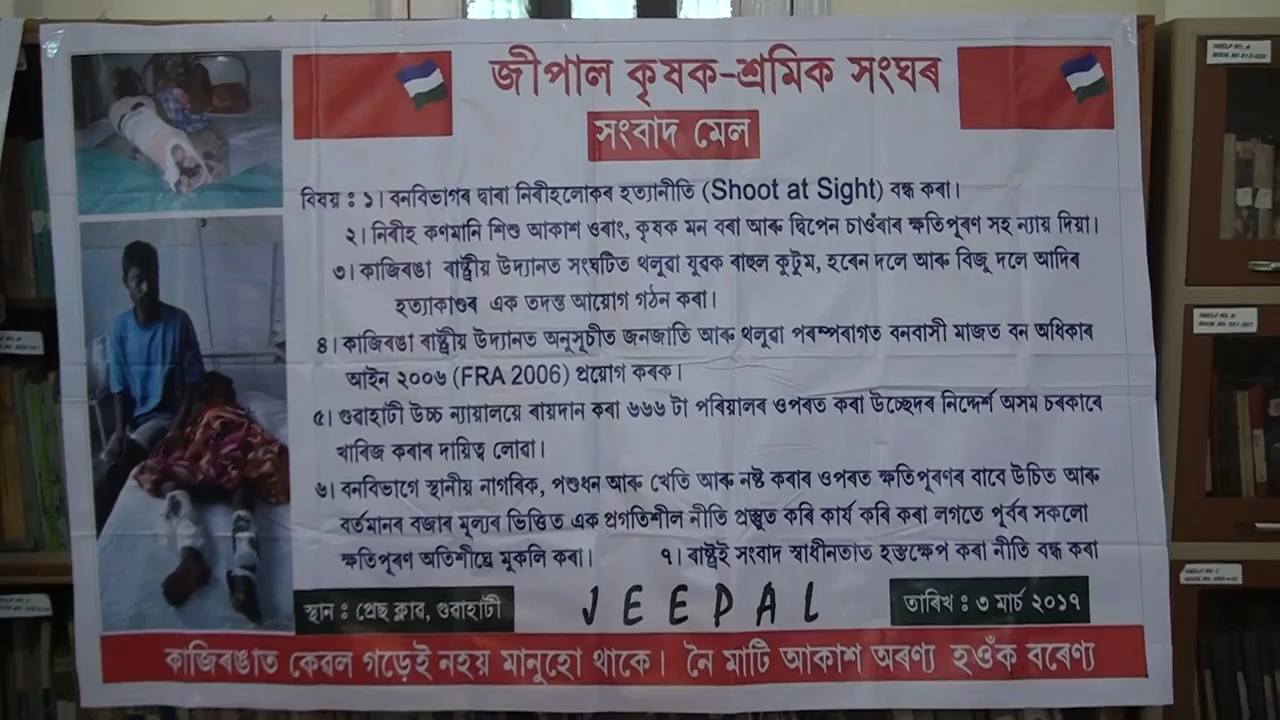 জীপাল কৃষক-শ্ৰমিক সংঘৰ
সংবাদ মেল
বিষয় : ১। বনবিভাগৰ দ্বাৰা নিৰীহলোকৰ হত্যানীতি (Shoot at Sight) বন্ধ কৰা।
২। নিৰীহ কণমানি শিশু আকাশ ওৰাং, কৃষক মন বৰা আৰু দ্বিপেন চাওঁৰাৰ ক্ষতিপূৰণ সহ ন্যায় দিয়া।
৩। কাজিৰঙা ৰাষ্ট্ৰীয় উদ্যানত সংঘটিত থলুৱা যুৱক ৰাহুল কুটুম, হৰেন দলে আৰু বিজু দলে আদিৰ
হত্যাকাণ্ডৰ এক তদন্ত আয়োগ গঠন কৰা।
৪। কাজিৰঙা ৰাষ্ট্ৰীয় উদ্যানত অনুসূচীত জনজাতি আৰু থলুৱা পৰম্পৰাগত বনবাসী মাজত বন অধিকাৰ
আইন ২০০৬ (FRA 2006) প্ৰয়োগ কৰক।
৫। গুৱাহাটী উচ্চ ন্যায়ালয়ে ৰায়দান কৰা ৬৬৬ টা পৰিয়ালৰ ওপৰত কৰা উচ্ছেদৰ নিৰ্দ্দেৰ্শ অসম চৰকাৰে
খাৰিজ কৰাৰ দায়িত্ব লোৱা।
৬। বনবিভাগে স্থানীয় নাগৰিক, পশুধন আৰু খেতি আৰু নষ্ট কৰাৰ ওপৰত ক্ষতিপূৰণৰ বাবে উচিত আৰু
বৰ্তমানৰ বজাৰ মূল্যৰ ভিত্তিত এক প্ৰগতিশীল নীতি প্ৰস্তুত কৰি কাৰ্য কৰি কৰা লগতে পূৰ্বৰ সকলো
ক্ষতিপূৰণ অতিশীঘ্ৰে মূকলি কৰা।
৭। ৰাষ্ট্ৰই সংবাদ স্বাধীনতাত হস্তক্ষেপ কৰা নীতি বন্ধ কৰা
স্থান : প্ৰেছ ক্লাব, গুৱাহাটী
JEEPAL
তাৰিখ : ৩ মাৰ্চ ২০১৭
কাজিৰঙাত কেৱল গড়েই নহয় মানুহো থাকে। নৈ মাটি আকাশ অৰণ্য হওঁক বৰেণ্য